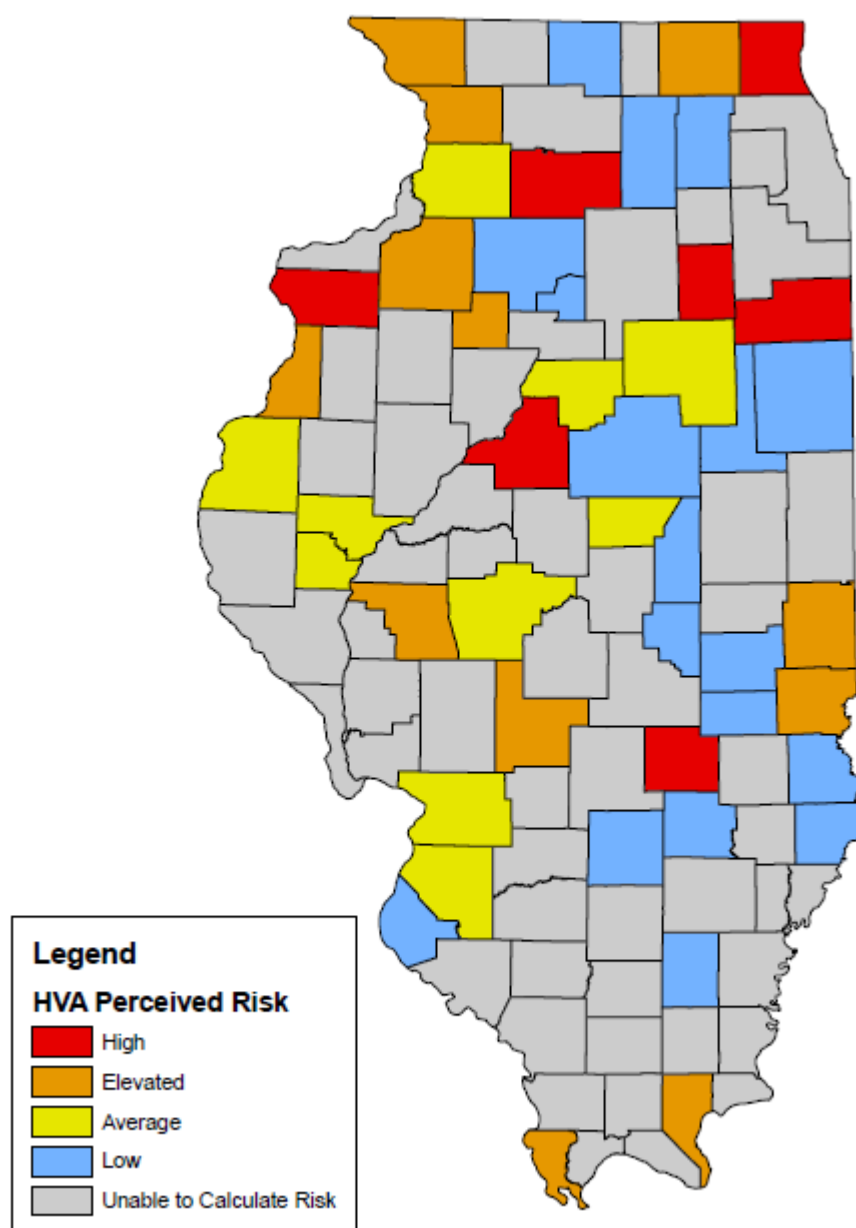 Legend
HVA Perceived Risk
High
Elevated
Average
Low
Unable to Calculate Risk